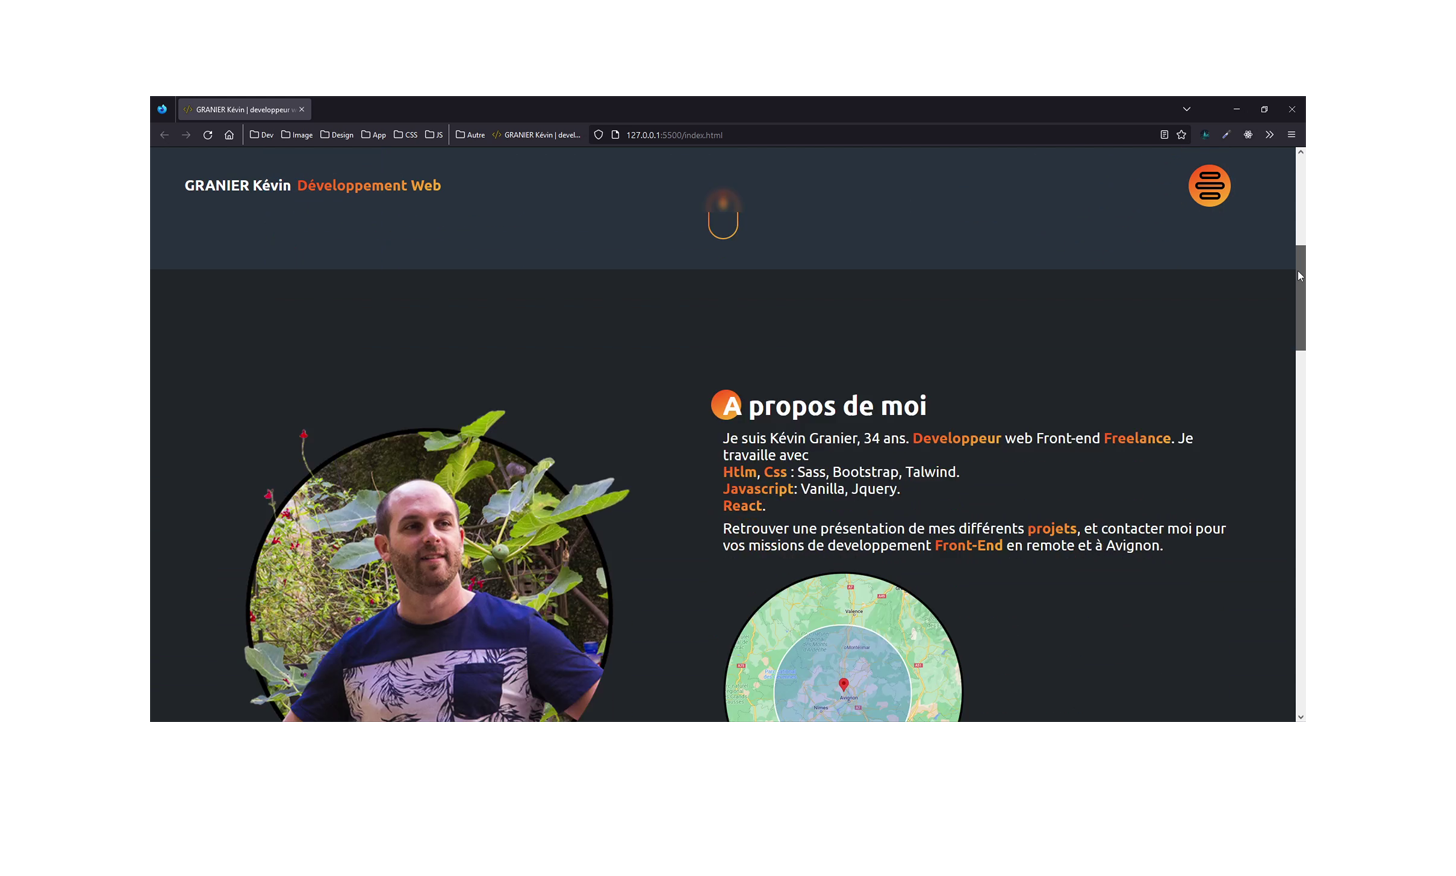 GRANIER Kévin | developpeur w
Dev Image Design App CSS JS Autre GRANIER Kévin | devel... 127.0.0.1:5500/index.html
GRANIER Kévin Développement Web
A propos de moi
Je suis Kévin Granier, 34 ans. Developpeur web Front-end Freelance. Je
travaille avec
Htlm, Css : Sass, Bootstrap, Talwind.
Javascript: Vanilla, Jquery.
React.
Retrouver une présentation de mes différents projets, et contacter moi pour
vos missions de developpement Front-End en remote et à Avignon.
Valence
Montélimar
Avignon
Nîmes